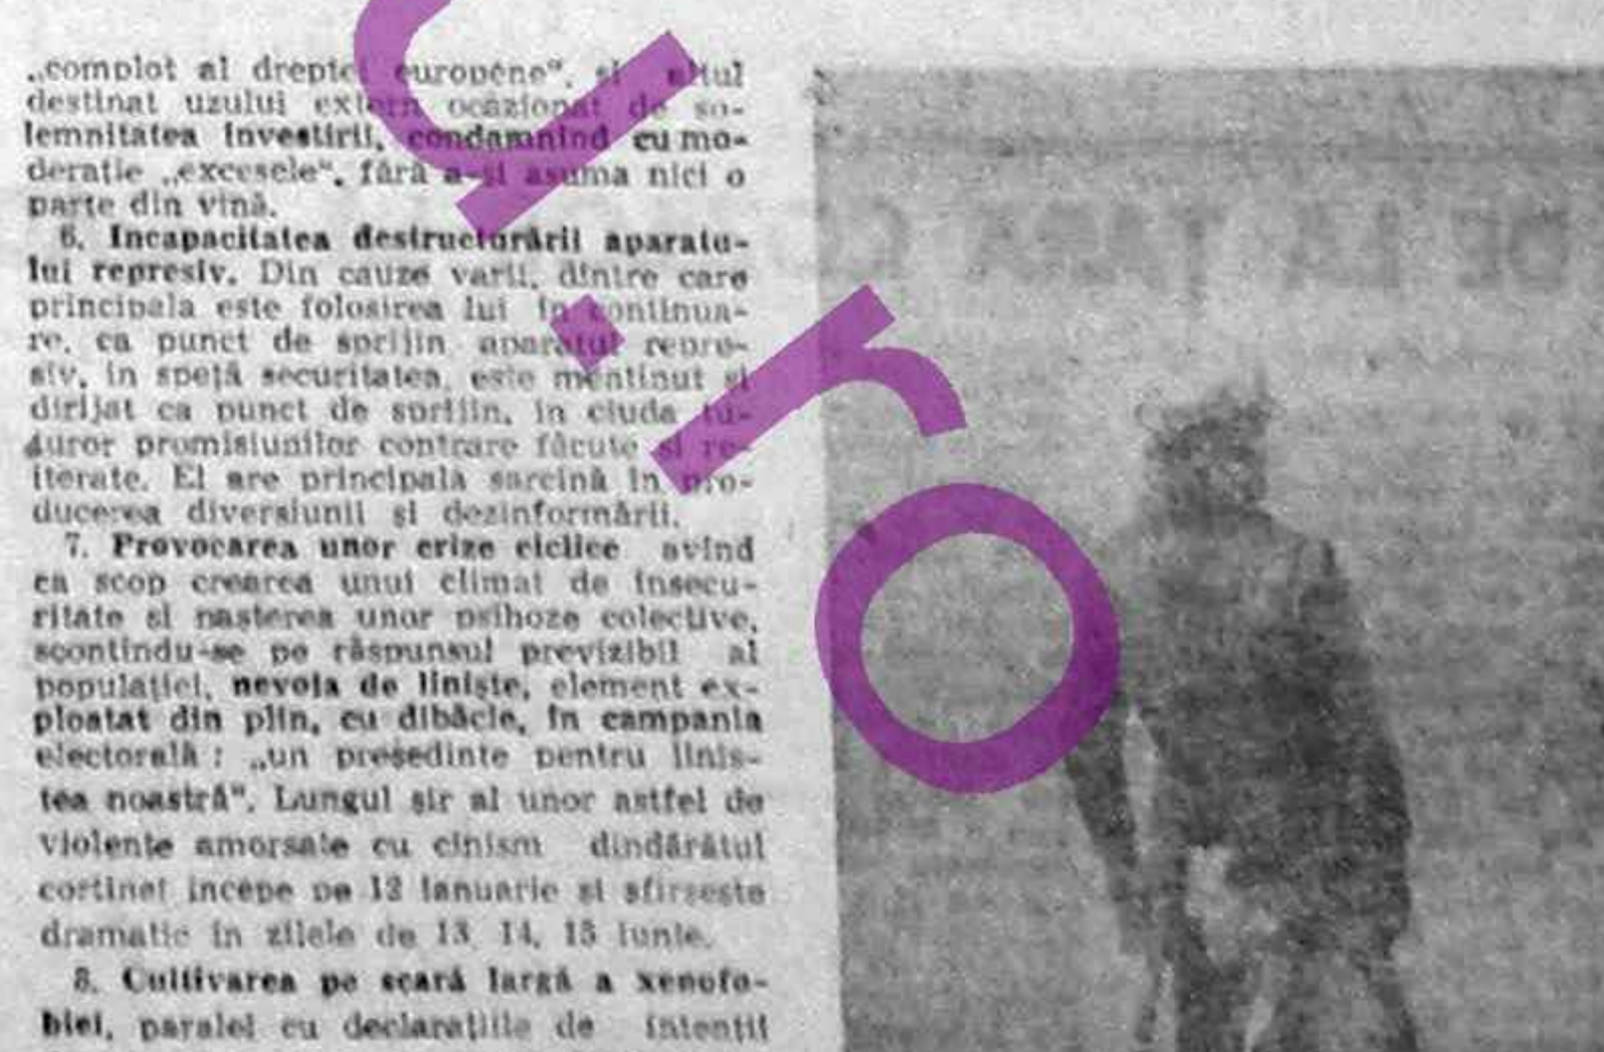 „complot al dreptei europene“, și altul
destinat uzului extern ocazionat de so-
lemnitatea învestirii, condamnînd cu mo-
derație „excesele“, fără a-și asuma nici o
parte din vină.
6. Incapacitatea destructurării aparatu-
lui represiv. Din cauze varii, dintre care
principala este folosirea lui în continua-
re, ca punct de sprijin, aparatul repre-
siv, în speță securitatea, este menținut și
dirijat ca punct de sprijin, în ciuda tu-
turor promisiunilor contrare făcute și re-
iterate. El are principala sarcină în pro-
ducerea diversiunii și dezinformării.
7. Provocarea unor crize ciclice avînd
ca scop crearea unui climat de insecu-
ritate și nașterea unor psihoze colective,
scontîndu-se pe răspunsul previzibil al
populației, nevoia de liniște, element ex-
ploatat din plin, cu dibăcie, în campania
electorală : „un președinte pentru liniș-
tea noastră“. Lungul șir al unor astfel de
violențe amorsate cu cinism dindărătul
cortinei începe pe 12 ianuarie și sfîrșește
dramatic în zilele de 13, 14, 15 iunie.
8. Cultivarea pe scară largă a xenofo-
biei, paralel cu declarațiile de intenții
u.ro